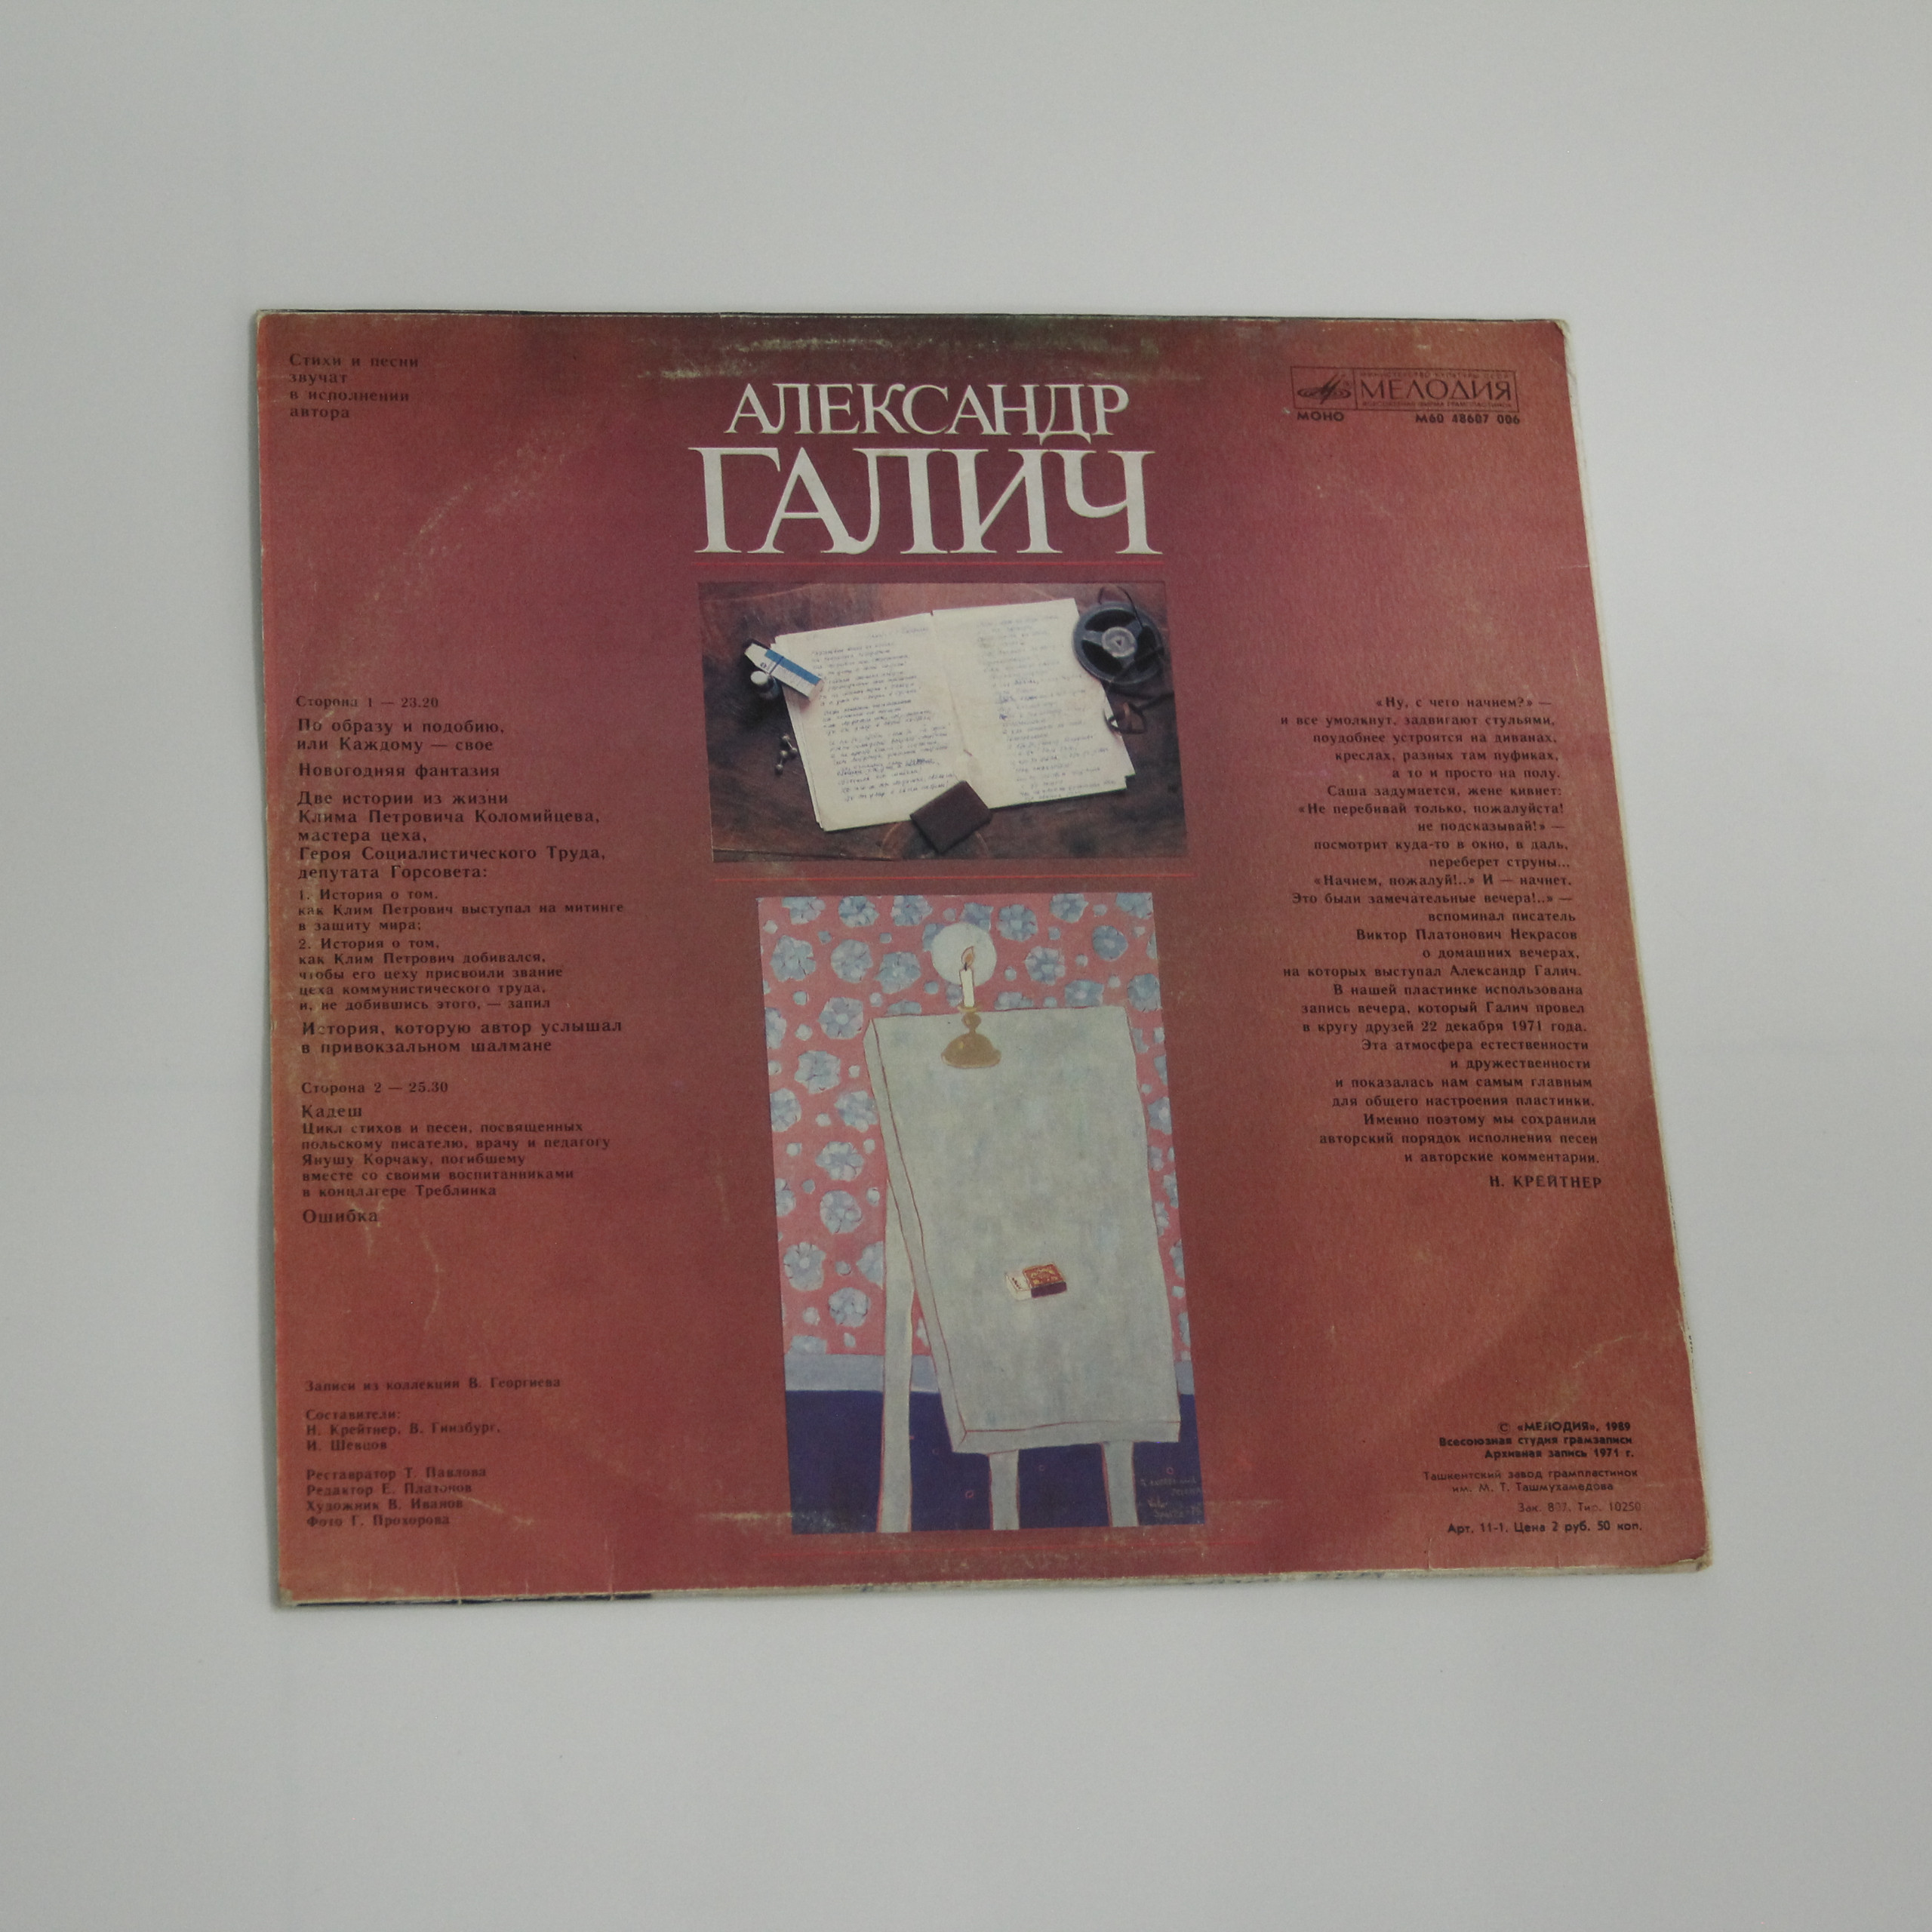 Стихи и песни
звучат
в исполнении
автора
АЛЕКСАНДР
ГАЛИЧ
МИНИСТЕРСТВО КУЛЬТУРЫ СССР
МЕЛОДИЯ
ВСЕСОЮЗНАЯ ФИРМА ГРАМПЛАСТИНОК
МОНО М60 48607 006
Сторона 1 — 23.20
По образу и подобию,
или Каждому — свое
Новогодняя фантазия
Две истории из жизни
Клима Петровича Коломийцева,
мастера цеха,
Героя Социалистического Труда,
депутата Горсовета:
1. История о том,
как Клим Петрович выступал на митинге
в защиту мира;
2. История о том,
как Клим Петрович добивался,
чтобы его цеху присвоили звание
цеха коммунистического труда,
и, не добившись этого, — запил
История, которую автор услышал
в привокзальном шалмане
Сторона 2 — 25.30
Кадеш
Цикл стихов и песен, посвященных
польскому писателю, врачу и педагогу
Янушу Корчаку, погибшему
вместе со своими воспитанниками
в концлагере Треблинка
Ошибка
Записи из коллекции В. Георгиева
Составители:
Н. Крейтнер, В. Гинзбург,
И. Шевцов
Реставратор Т. Павлова
Редактор Е. Платонов
Художник В. Иванов
Фото Г. Прохорова
«Ну, с чего начнем?» —
и все умолкнут, задвигают стульями,
поудобнее устроятся на диванах,
креслах, разных там пуфиках,
а то и просто на полу.
Саша задумается, жене кивнет:
«Не перебивай только, пожалуйста!
не подсказывай!» —
посмотрит куда-то в окно, в даль,
переберет струны...
«Начнем, пожалуй!..» И — начнет.
Это были замечательные вечера!..» —
вспоминал писатель
Виктор Платонович Некрасов
о домашних вечерах,
на которых выступал Александр Галич.
В нашей пластинке использована
запись вечера, который Галич провел
в кругу друзей 22 декабря 1971 года.
Эта атмосфера естественности
и дружественности
и показалась нам самым главным
для общего настроения пластинки.
Именно поэтому мы сохранили
авторский порядок исполнения песен
и авторские комментарии.
Н. КРЕЙТНЕР
© «МЕЛОДИЯ», 1989
Всесоюзная студия грамзаписи
Архивная запись 1971 г.
Ташкентский завод грампластинок
им. М. Т. Ташмухамедова
Зак. Тир. 10250
Арт. 11-1. Цена 2 руб. 50 коп.